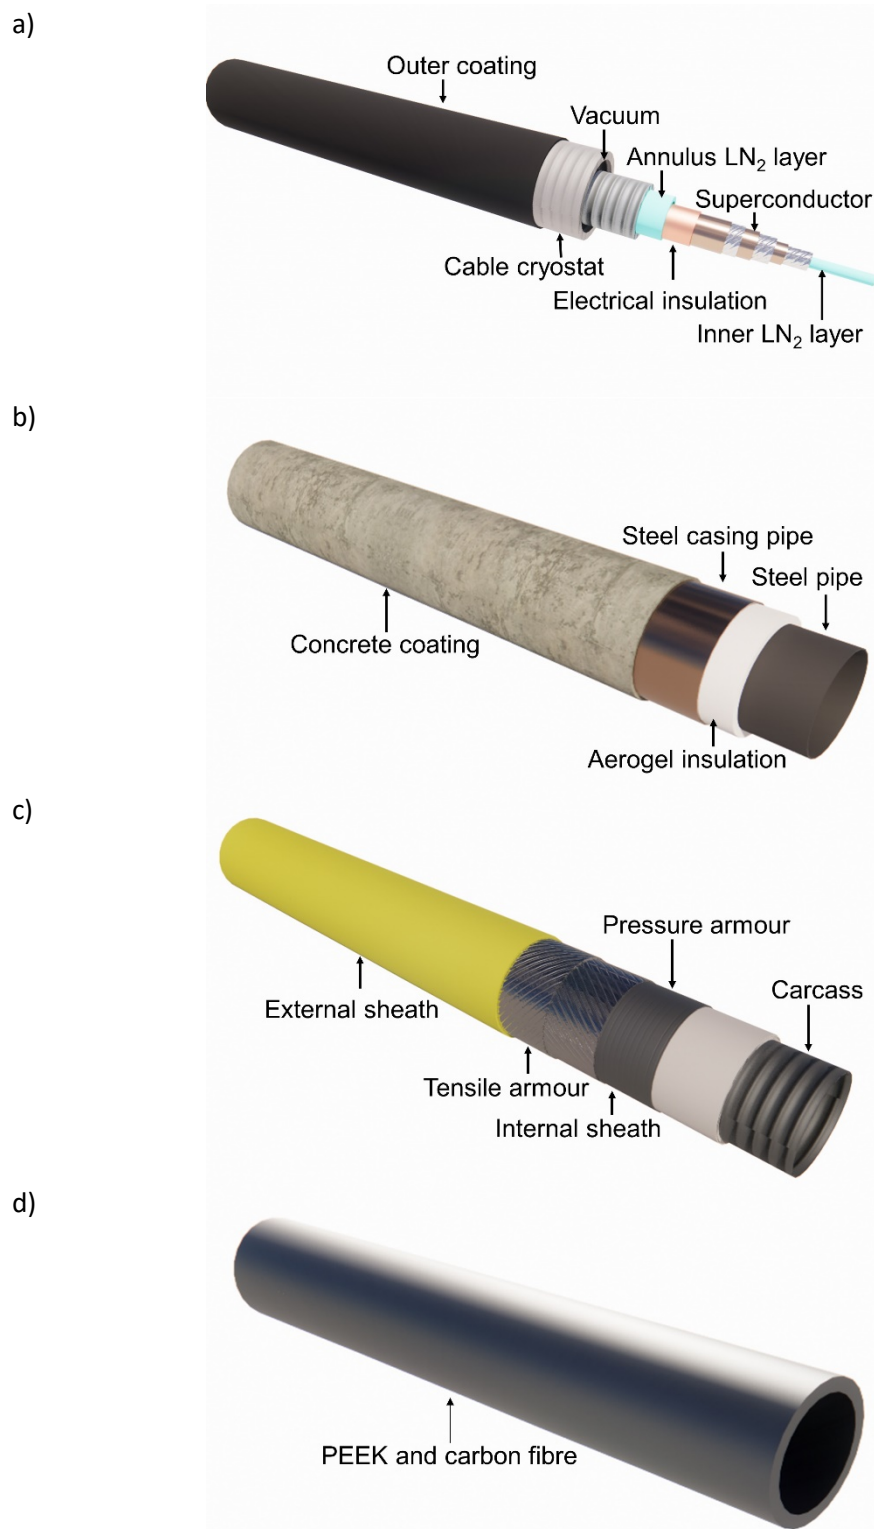 a)
Outer coating
Vacuum
Annulus LN₂ layer
Superconductor
Cable cryostat
Electrical insulation
Inner LN₂ layer
b)
Steel casing pipe
Steel pipe
Concrete coating
Aerogel insulation
c)
Pressure armour
Carcass
External sheath
Tensile armour
Internal sheath
d)
PEEK and carbon fibre